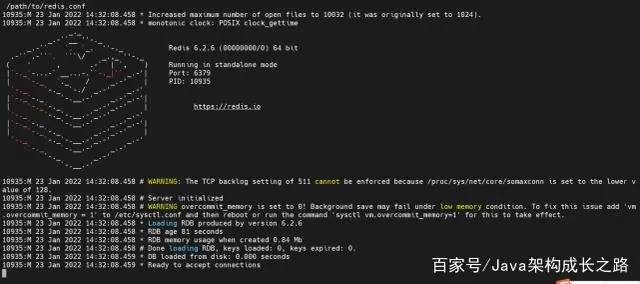 /path/to/redis.conf
10935:M 23 Jan 2022 14:32:08.458 * Increased maximum number of open files to 10032 (it was originally set to 1024).
10935:M 23 Jan 2022 14:32:08.458 * monotonic clock: POSIX clock_gettime
Redis 6.2.6 (00000000/0) 64 bit
Running in standalone mode
Port: 6379
PID: 10935
https://redis.io
10935:M 23 Jan 2022 14:32:08.458 # WARNING: The TCP backlog setting of 511 cannot be enforced because /proc/sys/net/core/somaxconn is set to the lower v
alue of 128.
10935:M 23 Jan 2022 14:32:08.458 # Server initialized
10935:M 23 Jan 2022 14:32:08.458 # WARNING overcommit_memory is set to 0! Background save may fail under low memory condition. To fix this issue add 'vm
.overcommit_memory = 1' to /etc/sysctl.conf and then reboot or run the command 'sysctl vm.overcommit_memory=1' for this to take effect.
10935:M 23 Jan 2022 14:32:08.458 * Loading RDB produced by version 6.2.6
10935:M 23 Jan 2022 14:32:08.458 * RDB age 81 seconds
10935:M 23 Jan 2022 14:32:08.458 * RDB memory usage when created 0.84 Mb
10935:M 23 Jan 2022 14:32:08.458 # Done loading RDB, keys loaded: 0, keys expired: 0.
10935:M 23 Jan 2022 14:32:08.459 * DB loaded from disk: 0.000 seconds
10935:M 23 Jan 2022 14:32:08.459 * Ready to accept connections
百家号/Java架构成长之路